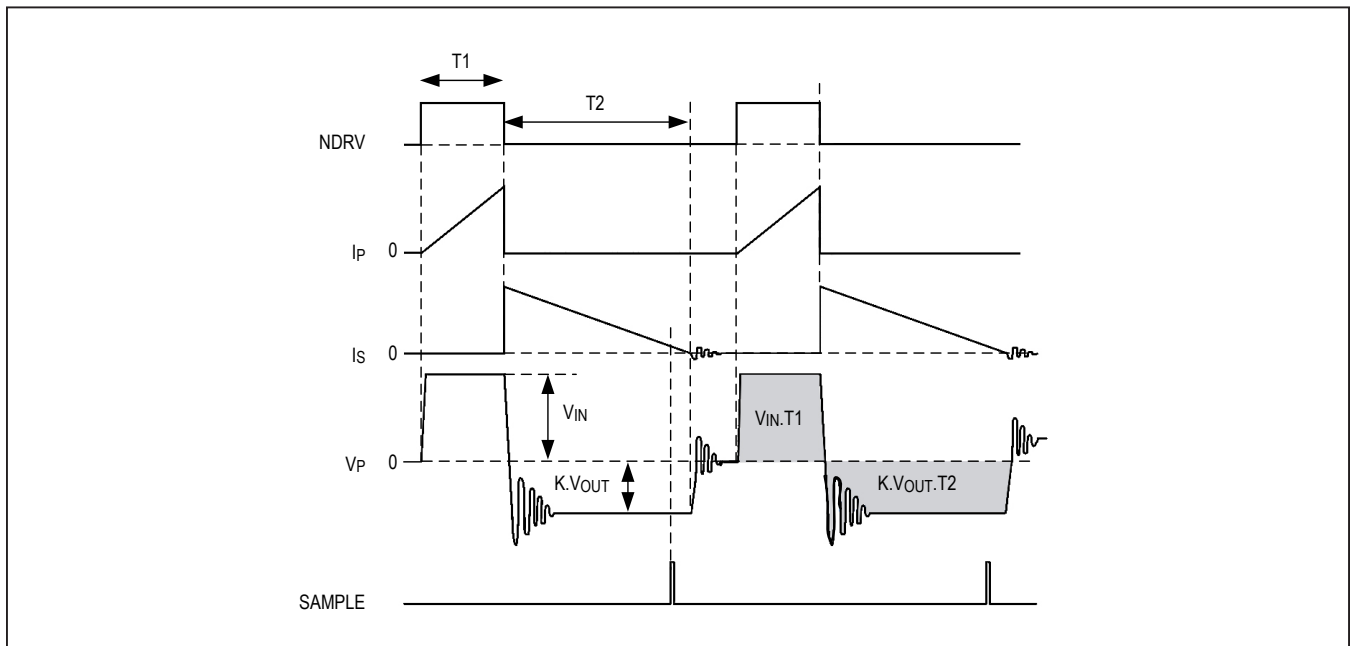 T1
T2
NDRV
IP 0
IS 0
VIN
VIN.T1
VP 0
K.VOUT
K.VOUT.T2
SAMPLE